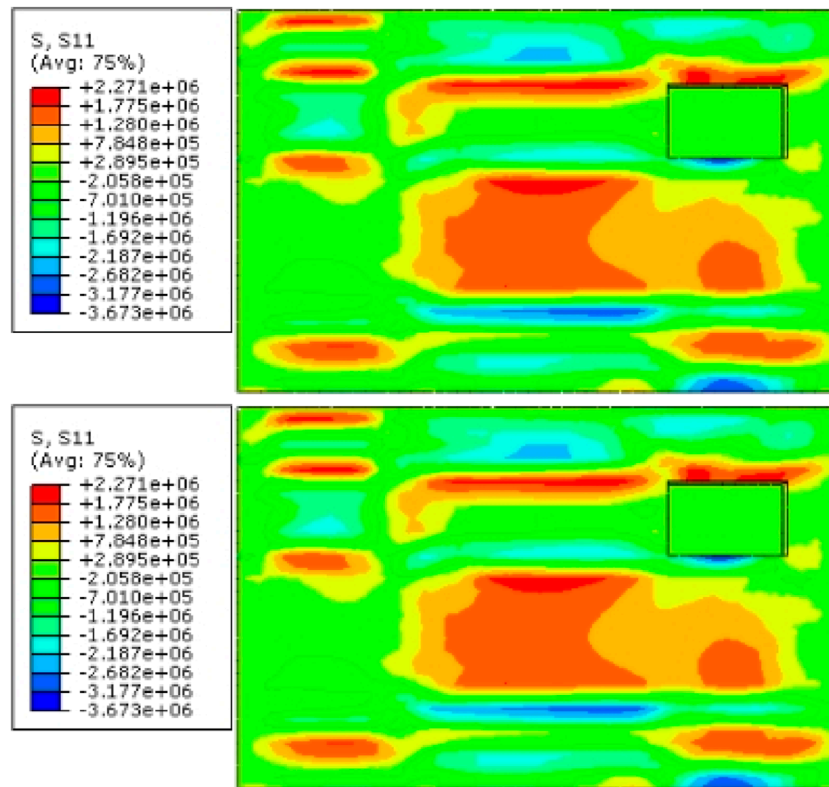 S, S11
(Avg: 75%)
+2.271e+06
+1.775e+06
+1.280e+06
+7.848e+05
+2.895e+05
-2.058e+05
-7.010e+05
-1.196e+06
-1.692e+06
-2.187e+06
-2.682e+06
-3.177e+06
-3.673e+06
S, S11
(Avg: 75%)
+2.271e+06
+1.775e+06
+1.280e+06
+7.848e+05
+2.895e+05
-2.058e+05
-7.010e+05
-1.196e+06
-1.692e+06
-2.187e+06
-2.682e+06
-3.177e+06
-3.673e+06